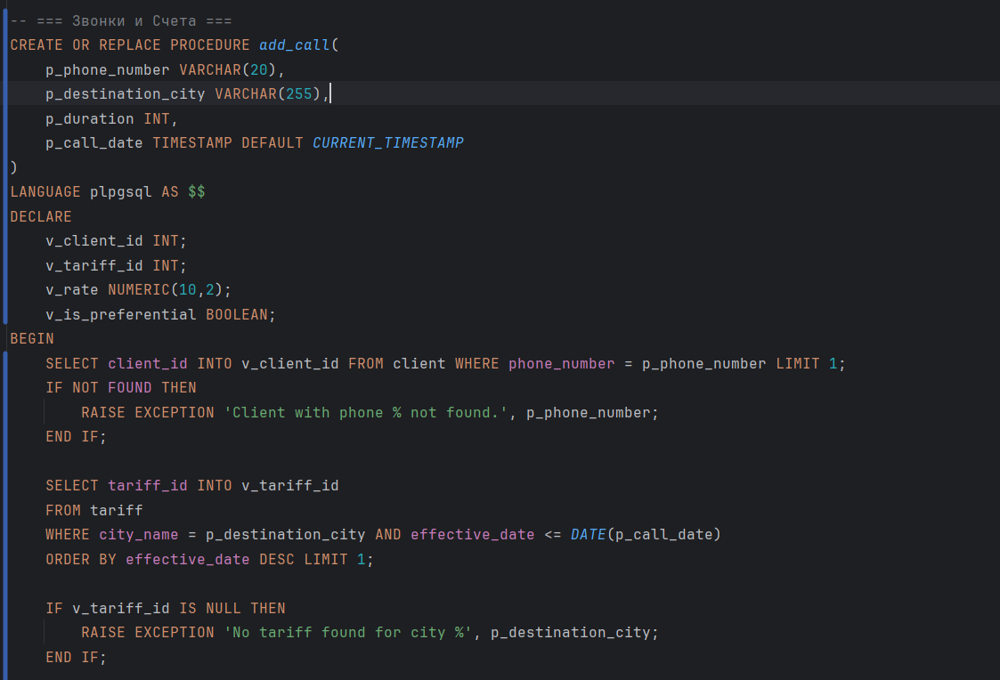 -- === Звонки и Счета ===
CREATE OR REPLACE PROCEDURE add_call(
    p_phone_number VARCHAR(20),
    p_destination_city VARCHAR(255),
    p_duration INT,
    p_call_date TIMESTAMP DEFAULT CURRENT_TIMESTAMP
)
LANGUAGE plpgsql AS $$
DECLARE
    v_client_id INT;
    v_tariff_id INT;
    v_rate NUMERIC(10,2);
    v_is_preferential BOOLEAN;
BEGIN
    SELECT client_id INTO v_client_id FROM client WHERE phone_number = p_phone_number LIMIT 1;
    IF NOT FOUND THEN
        RAISE EXCEPTION 'Client with phone % not found.', p_phone_number;
    END IF;

    SELECT tariff_id INTO v_tariff_id
    FROM tariff
    WHERE city_name = p_destination_city AND effective_date <= DATE(p_call_date)
    ORDER BY effective_date DESC LIMIT 1;

    IF v_tariff_id IS NULL THEN
        RAISE EXCEPTION 'No tariff found for city %', p_destination_city;
    END IF;